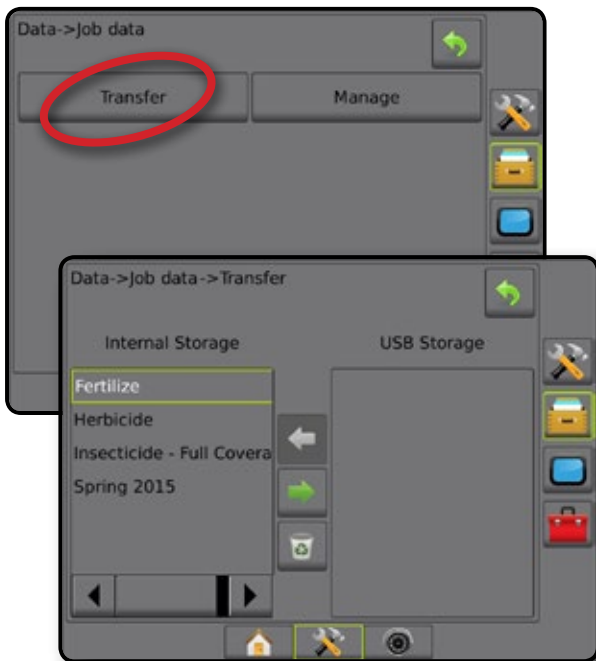 Data->Job data
Transfer Manage
Data->Job data->Transfer
Internal Storage USB Storage
Fertilize
Herbicide
Insecticide - Full Covera
Spring 2015